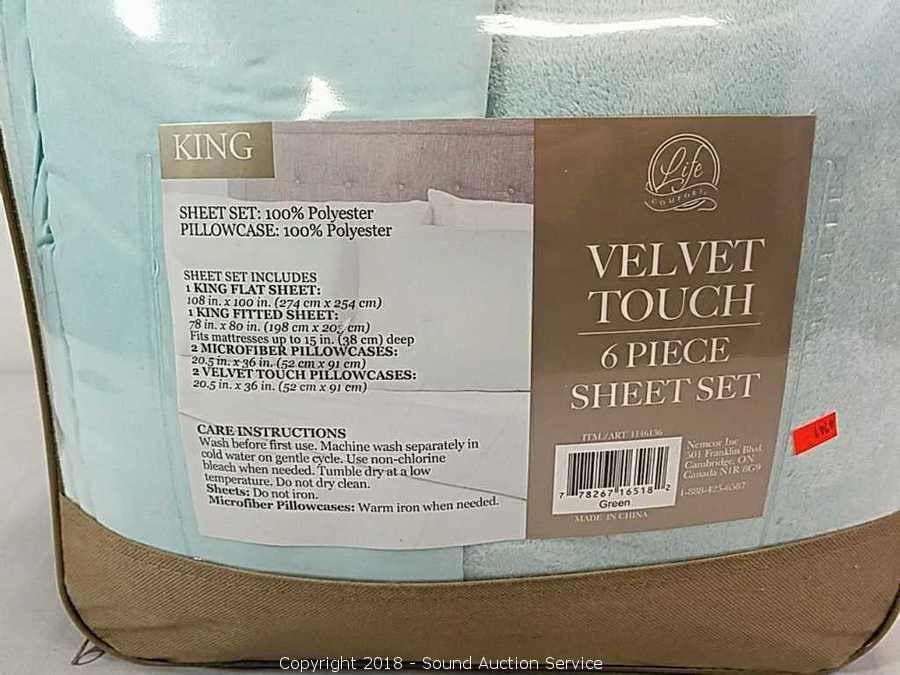 KING
SHEET SET: 100% Polyester
PILLOWCASE: 100% Polyester
SHEET SET INCLUDES
1 KING FLAT SHEET:
108 in. x 100 in. (274 cm x 254 cm)
1 KING FITTED SHEET:
78 in. x 80 in. (198 cm x 205 cm)
Fits mattresses up to 15 in. (38 cm) deep
2 MICROFIBER PILLOWCASES:
20.5 in. x 36 in. (52 cm x 91 cm)
2 VELVET TOUCH PILLOWCASES:
20.5 in. x 36 in. (52 cm x 91 cm)
CARE INSTRUCTIONS
Wash before first use. Machine wash separately in
cold water on gentle cycle. Use non-chlorine
bleach when needed. Tumble dry at a low
temperature. Do not dry clean.
Sheets: Do not iron.
Microfiber Pillowcases: Warm iron when needed.
Life
COMFORT
VELVET
TOUCH
6 PIECE
SHEET SET
ITM./ART. 1146136
7 78267 16518 2
Green
MADE IN CHINA
Nemcor Inc
501 Franklin Blvd.
Cambridge, ON
Canada N1R 8G9
1-888-425-6587
Copyright 2018 - Sound Auction Service